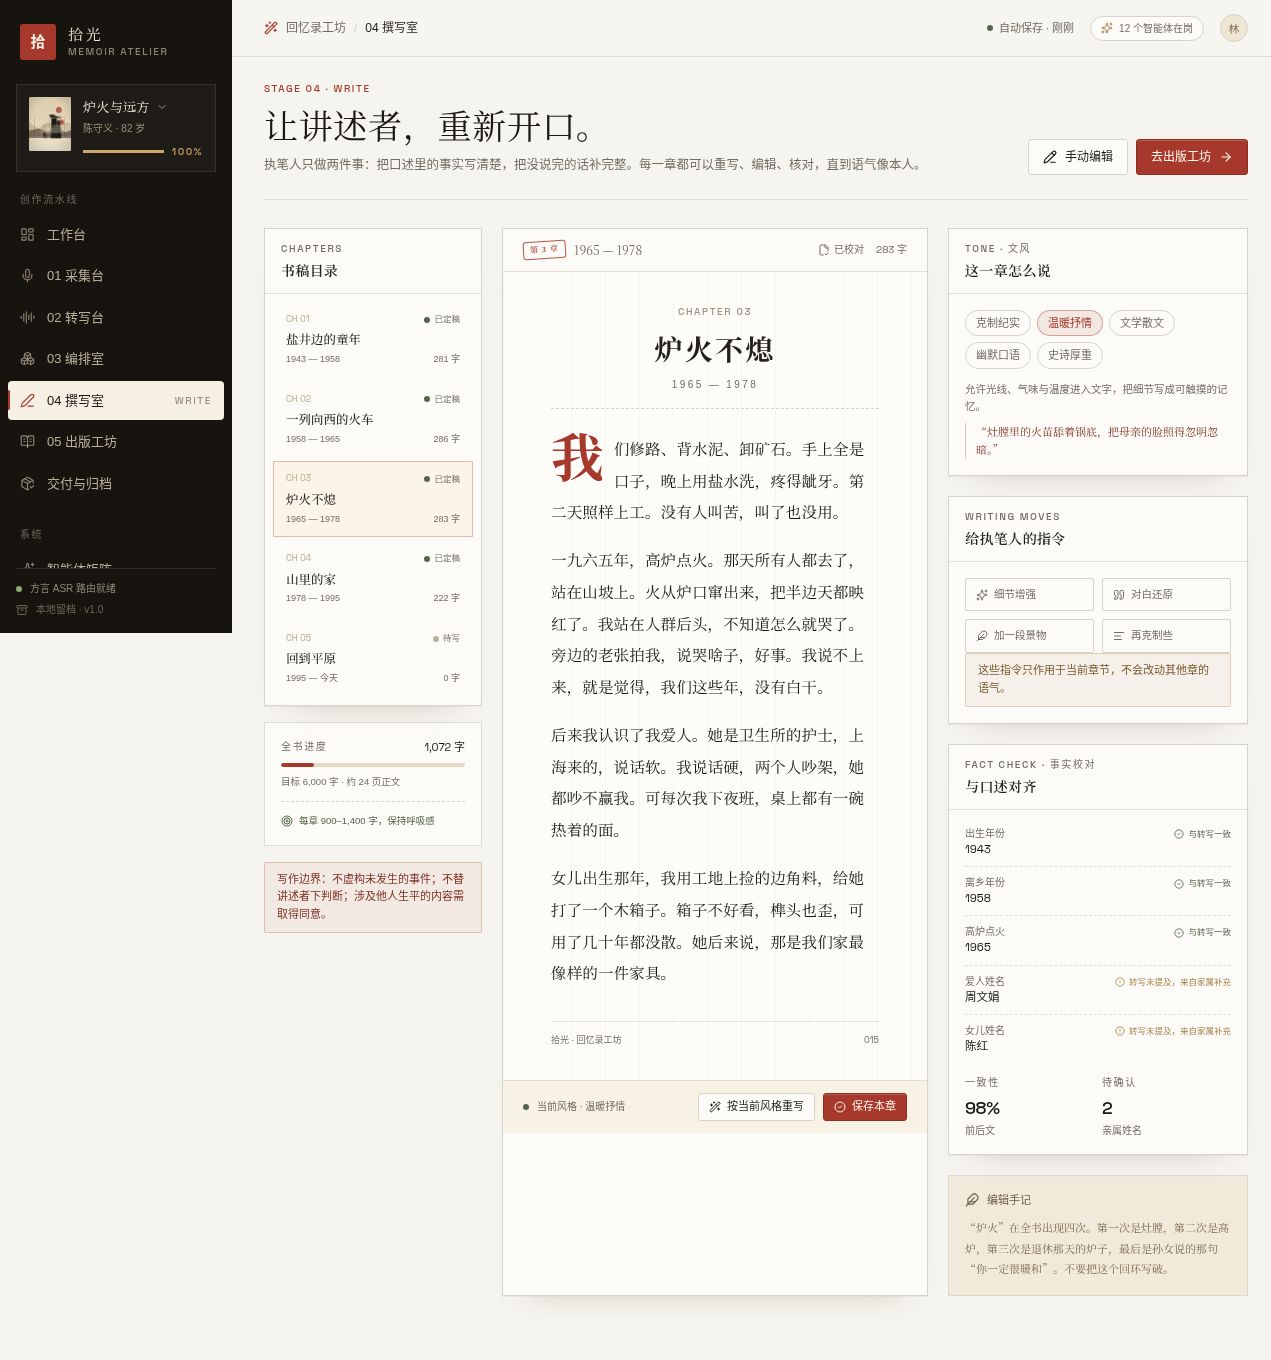 拾
拾光
MEMOIR ATELIER
炉火与远方
陈守义 · 82 岁
100%
创作流水线
工作台
01 采集台
02 转写台
03 编排室
04 撰写室 WRITE
05 出版工坊
交付与归档
系统
方言 ASR 路由就绪
本地留档 · v1.0
回忆录工坊 / 04 撰写室
自动保存 · 刚刚
12 个智能体在岗
林
STAGE 04 · WRITE
让讲述者，重新开口。
执笔人只做两件事：把口述里的事实写清楚，把没说完的话补完整。每一章都可以重写、编辑、核对，直到语气像本人。
手动编辑
去出版工坊
CHAPTERS
书稿目录
CH 01 已定稿
盐井边的童年
1943 — 1958 281 字
CH 02 已定稿
一列向西的火车
1958 — 1965 286 字
CH 03 已定稿
炉火不熄
1965 — 1978 283 字
CH 04 已定稿
山里的家
1978 — 1995 222 字
CH 05 待写
回到平原
1995 — 今天 0 字
全书进度 1,072 字
目标 6,000 字 · 约 24 页正文
每章 900–1,400 字，保持呼吸感
写作边界：不虚构未发生的事件；不替
讲述者下判断；涉及他人生平的内容需
取得同意。
第 3 章 1965 — 1978 已校对 283 字
CHAPTER 03
炉火不熄
1965 — 1978
我们修路、背水泥、卸矿石。手上全是
口子，晚上用盐水洗，疼得龇牙。第
二天照样上工。没有人叫苦，叫了也没用。
一九六五年，高炉点火。那天所有人都去了，
站在山坡上。火从炉口窜出来，把半边天都映
红了。我站在人群后头，不知道怎么就哭了。
旁边的老张拍我，说哭啥子，好事。我说不上
来，就是觉得，我们这些年，没有白干。
后来我认识了我爱人。她是卫生所的护士，上
海来的，说话软。我说话硬，两个人吵架，她
都吵不赢我。可每次我下夜班，桌上都有一碗
热着的面。
女儿出生那年，我用工地上捡的边角料，给她
打了一个木箱子。箱子不好看，榫头也歪，可
用了几十年都没散。她后来说，那是我们家最
像样的一件家具。
拾光 · 回忆录工坊 015
当前风格 · 温暖抒情
按当前风格重写
保存本章
TONE · 文风
这一章怎么说
克制纪实
温暖抒情
文学散文
幽默口语
史诗厚重
允许光线、气味与温度进入文字，把细节写成可触摸的记
忆。
“灶膛里的火苗舔着锅底，把母亲的脸照得忽明忽
暗。”
WRITING MOVES
给执笔人的指令
细节增强
对白还原
加一段景物
再克制些
这些指令只作用于当前章节，不会改动其他章的
语气。
FACT CHECK · 事实校对
与口述对齐
出生年份 与转写一致
1943
离乡年份 与转写一致
1958
高炉点火 与转写一致
1965
爱人姓名 转写未提及，来自家属补充
周文娟
女儿姓名 转写未提及，来自家属补充
陈红
一致性 待确认
98% 2
前后文 亲属姓名
编辑手记
“炉火”在全书出现四次。第一次是灶膛，第二次是高
炉，第三次是退休那天的炉子，最后是孙女说的那句
“你一定很暖和”。不要把这个回环写破。